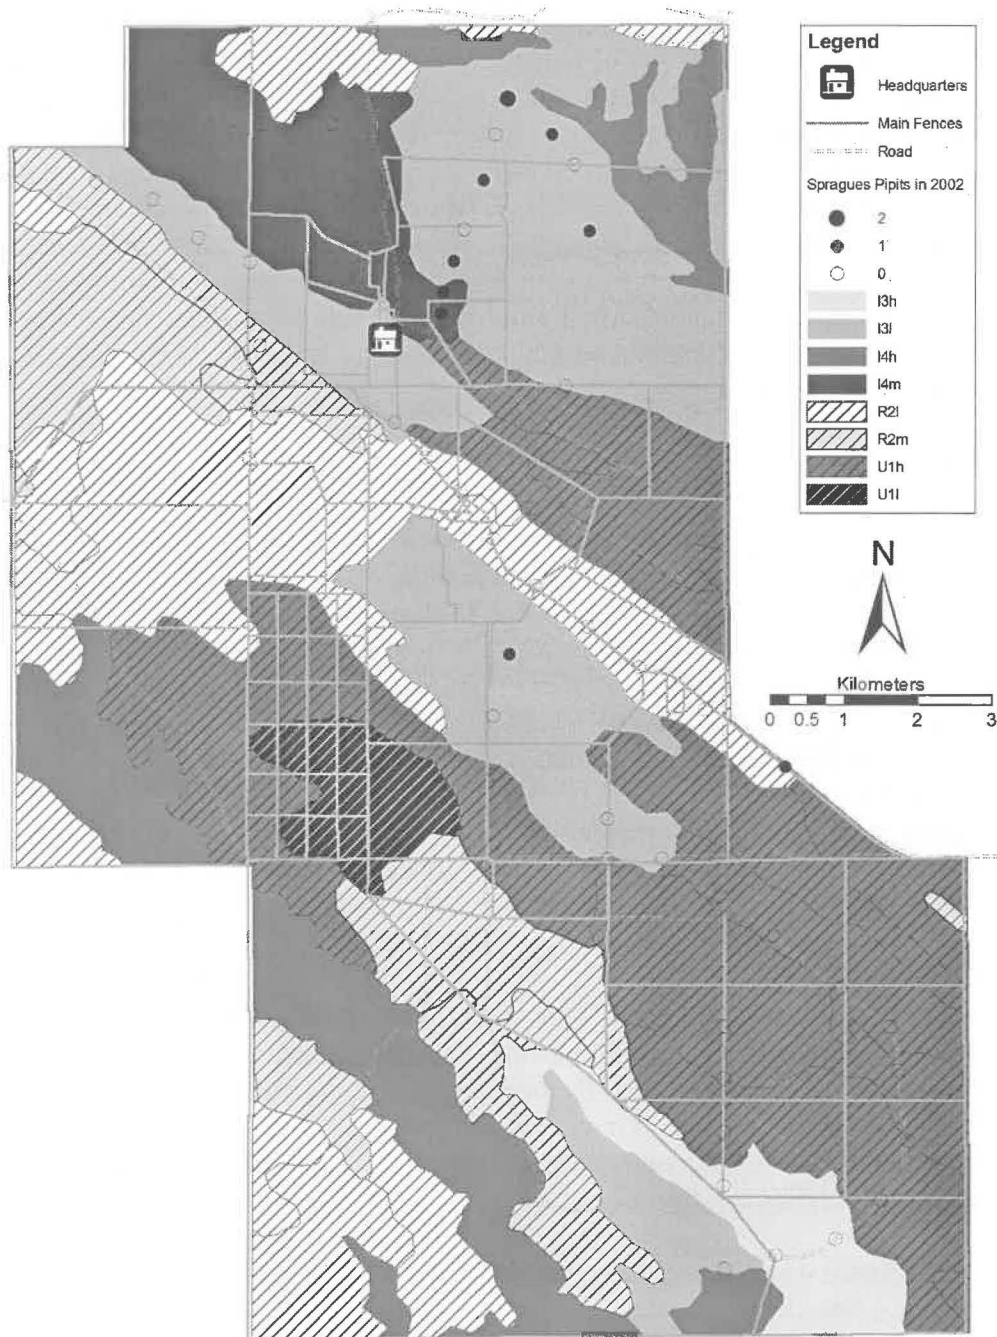 Legend
Headquarters
Main Fences
Road
Spragues Pipits in 2002
2
1
0
I3h
I3l
I4h
I4m
R2l
R2m
U1h
U1l
N
Kilometers
0 0.5 1 2 3